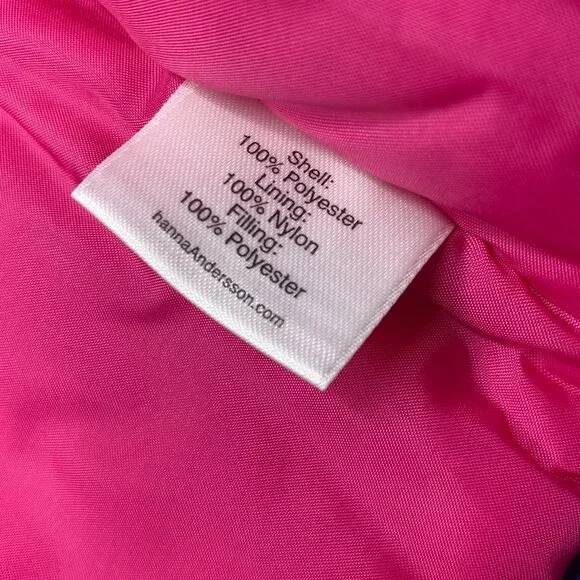 Shell:
100% Polyester
Lining:
100% Nylon
Filling:
100% Polyester
hannaAndersson.com